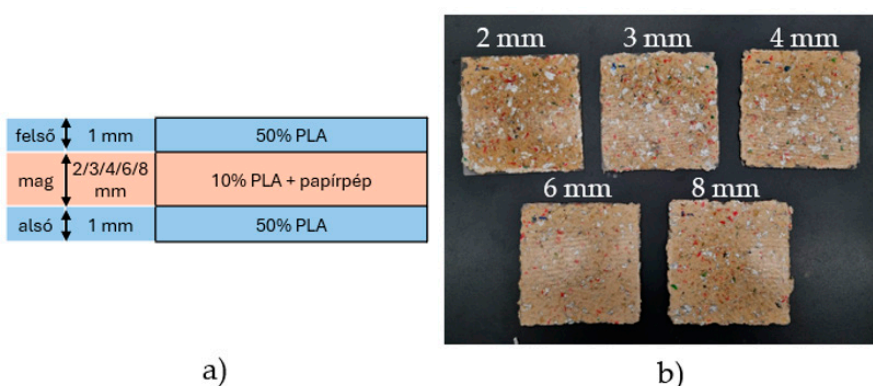 felső 1 mm 50% PLA
mag 2/3/4/6/8 mm 10% PLA + papírpép
alsó 1 mm 50% PLA
a)
2 mm 3 mm 4 mm
6 mm 8 mm
b)